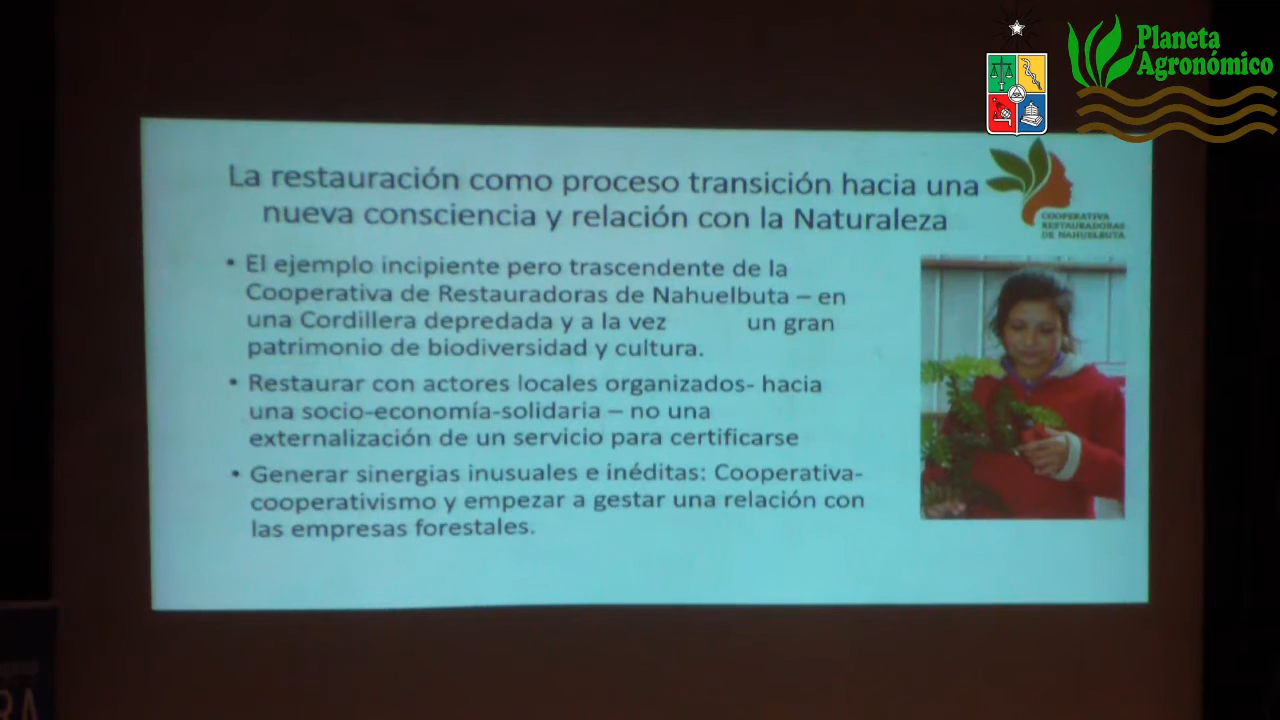 Planeta
Agronómico
La restauración como proceso transición hacia una
nueva consciencia y relación con la Naturaleza
COOPERATIVA
RESTAURADORAS
DE NAHUELBUTA
• El ejemplo incipiente pero trascendente de la
Cooperativa de Restauradoras de Nahuelbuta – en
una Cordillera depredada y a la vez un gran
patrimonio de biodiversidad y cultura.
• Restaurar con actores locales organizados- hacia
una socio-economía-solidaria – no una
externalización de un servicio para certificarse
• Generar sinergias inusuales e inéditas: Cooperativa-
cooperativismo y empezar a gestar una relación con
las empresas forestales.